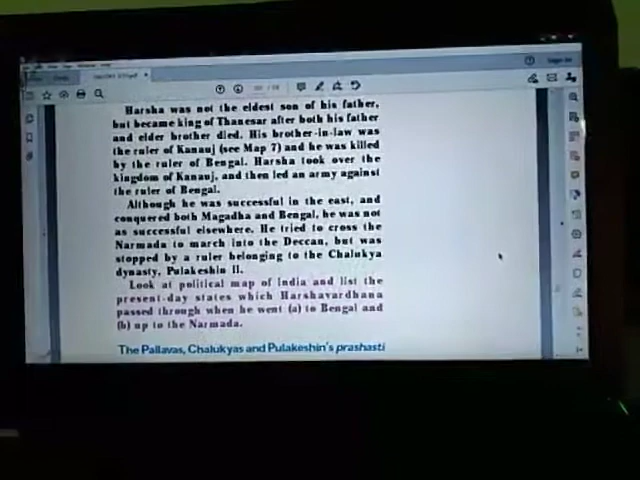 Sign In
Harsha was not the eldest son of his father,
but became king of Thanesar after both his father
and elder brother died. His brother-in-law was
the ruler of Kanauj (see Map 7) and he was killed
by the ruler of Bengal. Harsha took over the
kingdom of Kanauj, and then led an army against
the ruler of Bengal.
Although he was successful in the east, and
conquered both Magadha and Bengal, he was not
as successful elsewhere. He tried to cross the
Narmada to march into the Deccan, but was
stopped by a ruler belonging to the Chalukya
dynasty, Pulakeshin II.
Look at political map of India and list the
present-day states which Harshavardhana
passed through when he went (a) to Bengal and
(b) up to the Narmada.
The Pallavas, Chalukyas and Pulakeshin's prashasti